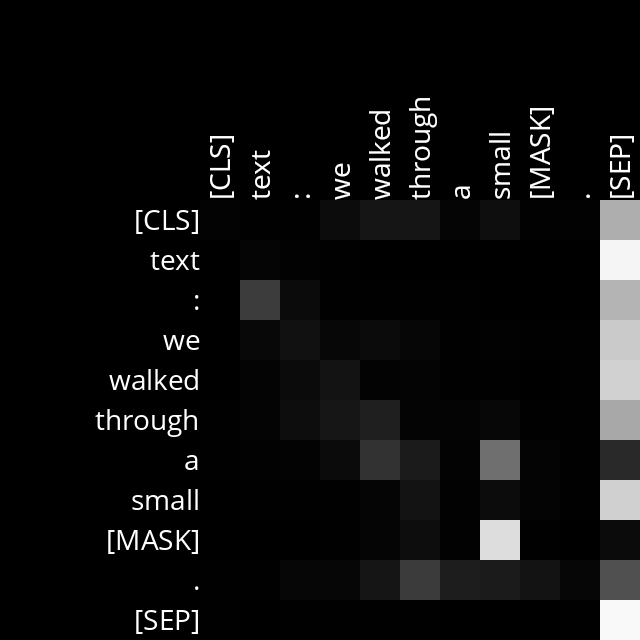 [CLS] text : we walked through a small [MASK] . [SEP]
[CLS]
text
:
we
walked
through
a
small
[MASK]
.
[SEP]